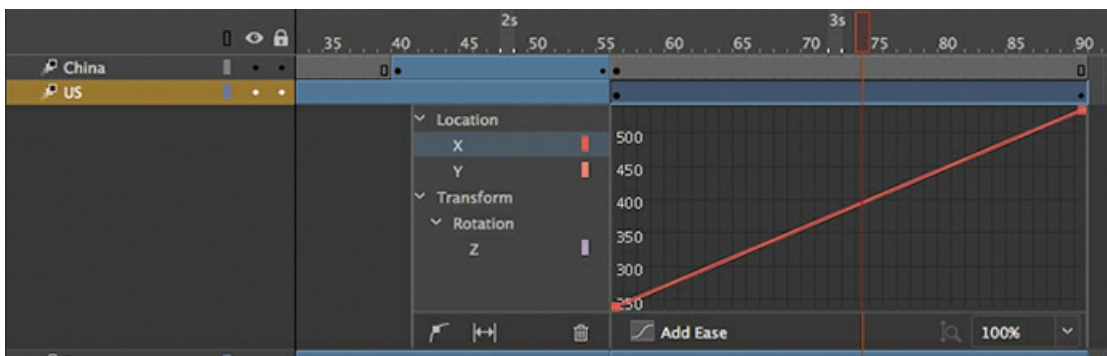 2s 3s
35 40 45 50 55 60 65 70 75 80 85 90
China
US
Location
X
Y
Transform
Rotation
Z
500
450
400
350
300
250
Add Ease 100%